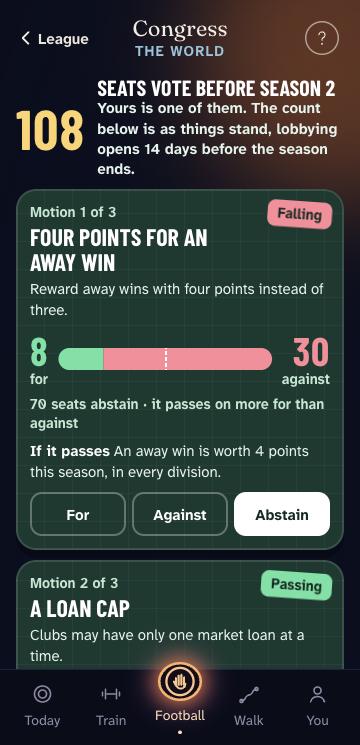 League
Congress
THE WORLD
?
108
SEATS VOTE BEFORE SEASON 2
Yours is one of them. The count
below is as things stand, lobbying
opens 14 days before the season
ends.
Motion 1 of 3
Falling
FOUR POINTS FOR AN
AWAY WIN
Reward away wins with four points instead of
three.
8
30
for
against
70 seats abstain · it passes on more for than
against
If it passes An away win is worth 4 points
this season, in every division.
For
Against
Abstain
Motion 2 of 3
Passing
A LOAN CAP
Clubs may have only one market loan at a
time.
Today
Train
Football
Walk
You